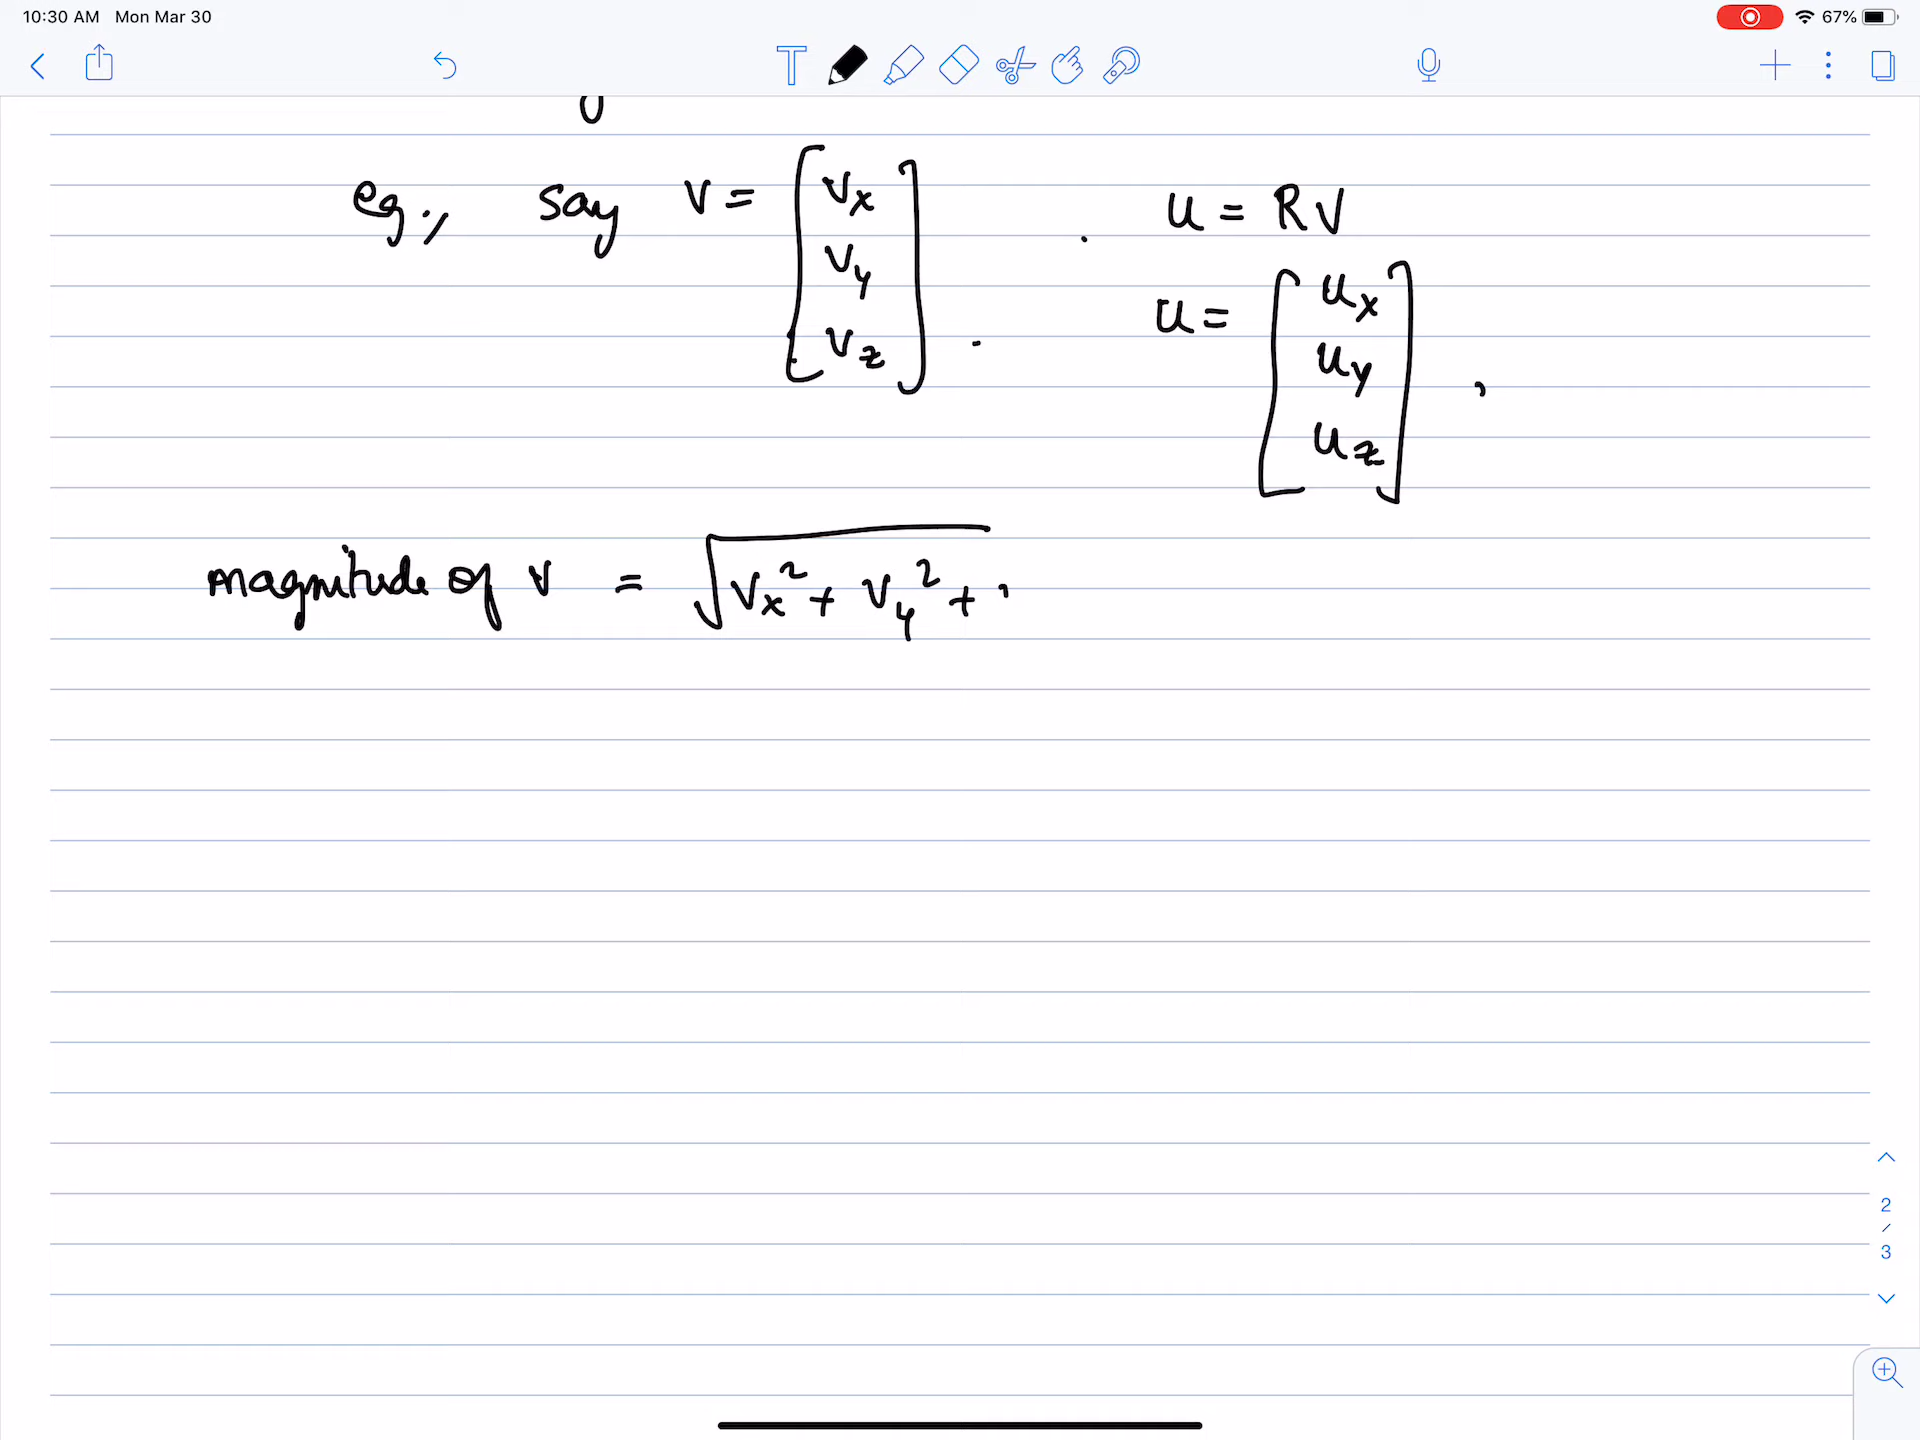 10:30 AM Mon Mar 30 67%
T
eg., say v = [ vx vy vz ] . u = RV
u = [ ux uy uz ] ,
magnitude of v = √vx² + vy² +
2
/
3